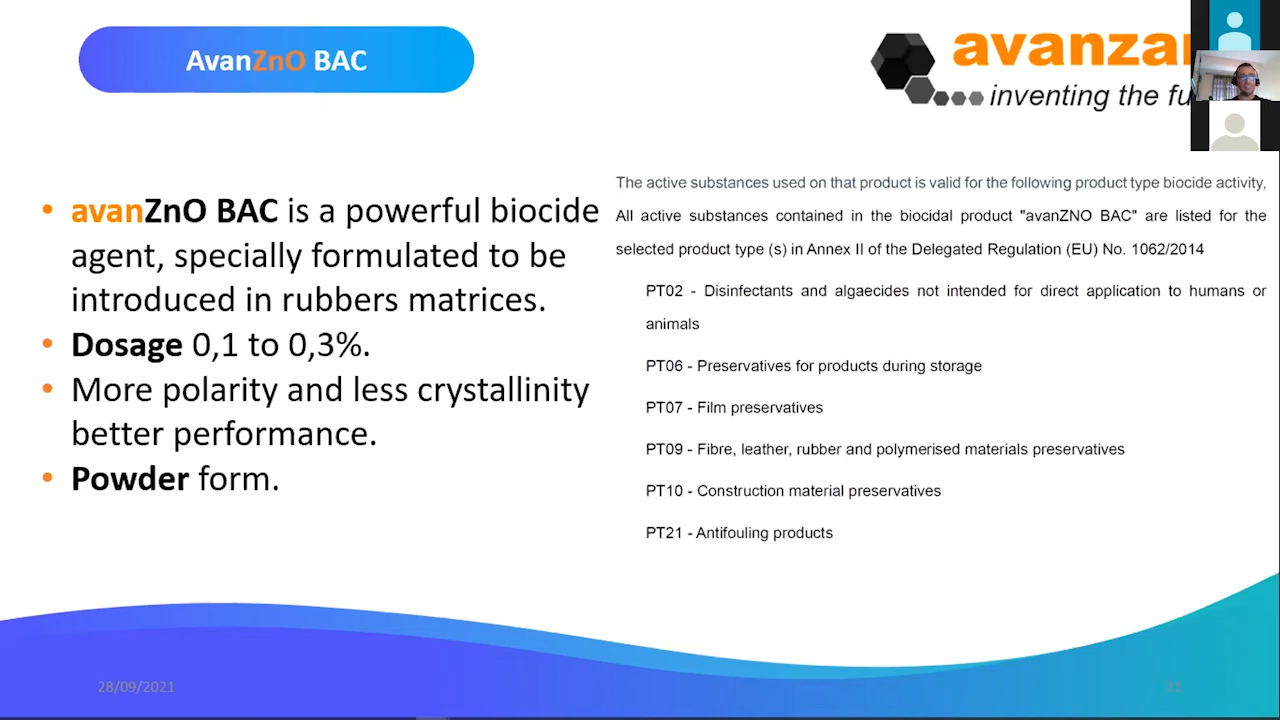 AvanZnO BAC
avanzar
inventing the fu
• avanZnO BAC is a powerful biocide
agent, specially formulated to be
introduced in rubbers matrices.
• Dosage 0,1 to 0,3%.
• More polarity and less crystallinity
better performance.
• Powder form.
The active substances used on that product is valid for the following product type biocide activity,
All active substances contained in the biocidal product "avanZNO BAC" are listed for the
selected product type (s) in Annex II of the Delegated Regulation (EU) No. 1062/2014
PT02 - Disinfectants and algaecides not intended for direct application to humans or
animals
PT06 - Preservatives for products during storage
PT07 - Film preservatives
PT09 - Fibre, leather, rubber and polymerised materials preservatives
PT10 - Construction material preservatives
PT21 - Antifouling products
28/09/2021
31